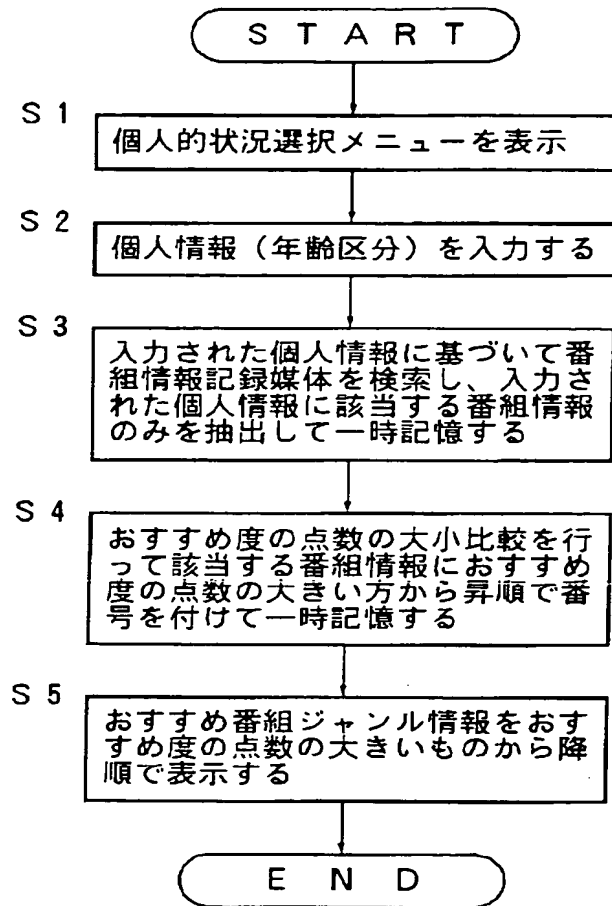 START
S1
個人的状況選択メニューを表示
S2
個人情報（年齢区分）を入力する
S3
入力された個人情報に基づいて番
組情報記録媒体を検索し、入力さ
れた個人情報に該当する番組情報
のみを抽出して一時記憶する
S4
おすすめ度の点数の大小比較を行
って該当する番組情報におすすめ
度の点数の大きい方から昇順で番
号を付けて一時記憶する
S5
おすすめ番組ジャンル情報をおす
すめ度の点数の大きいものから降
順で表示する
END